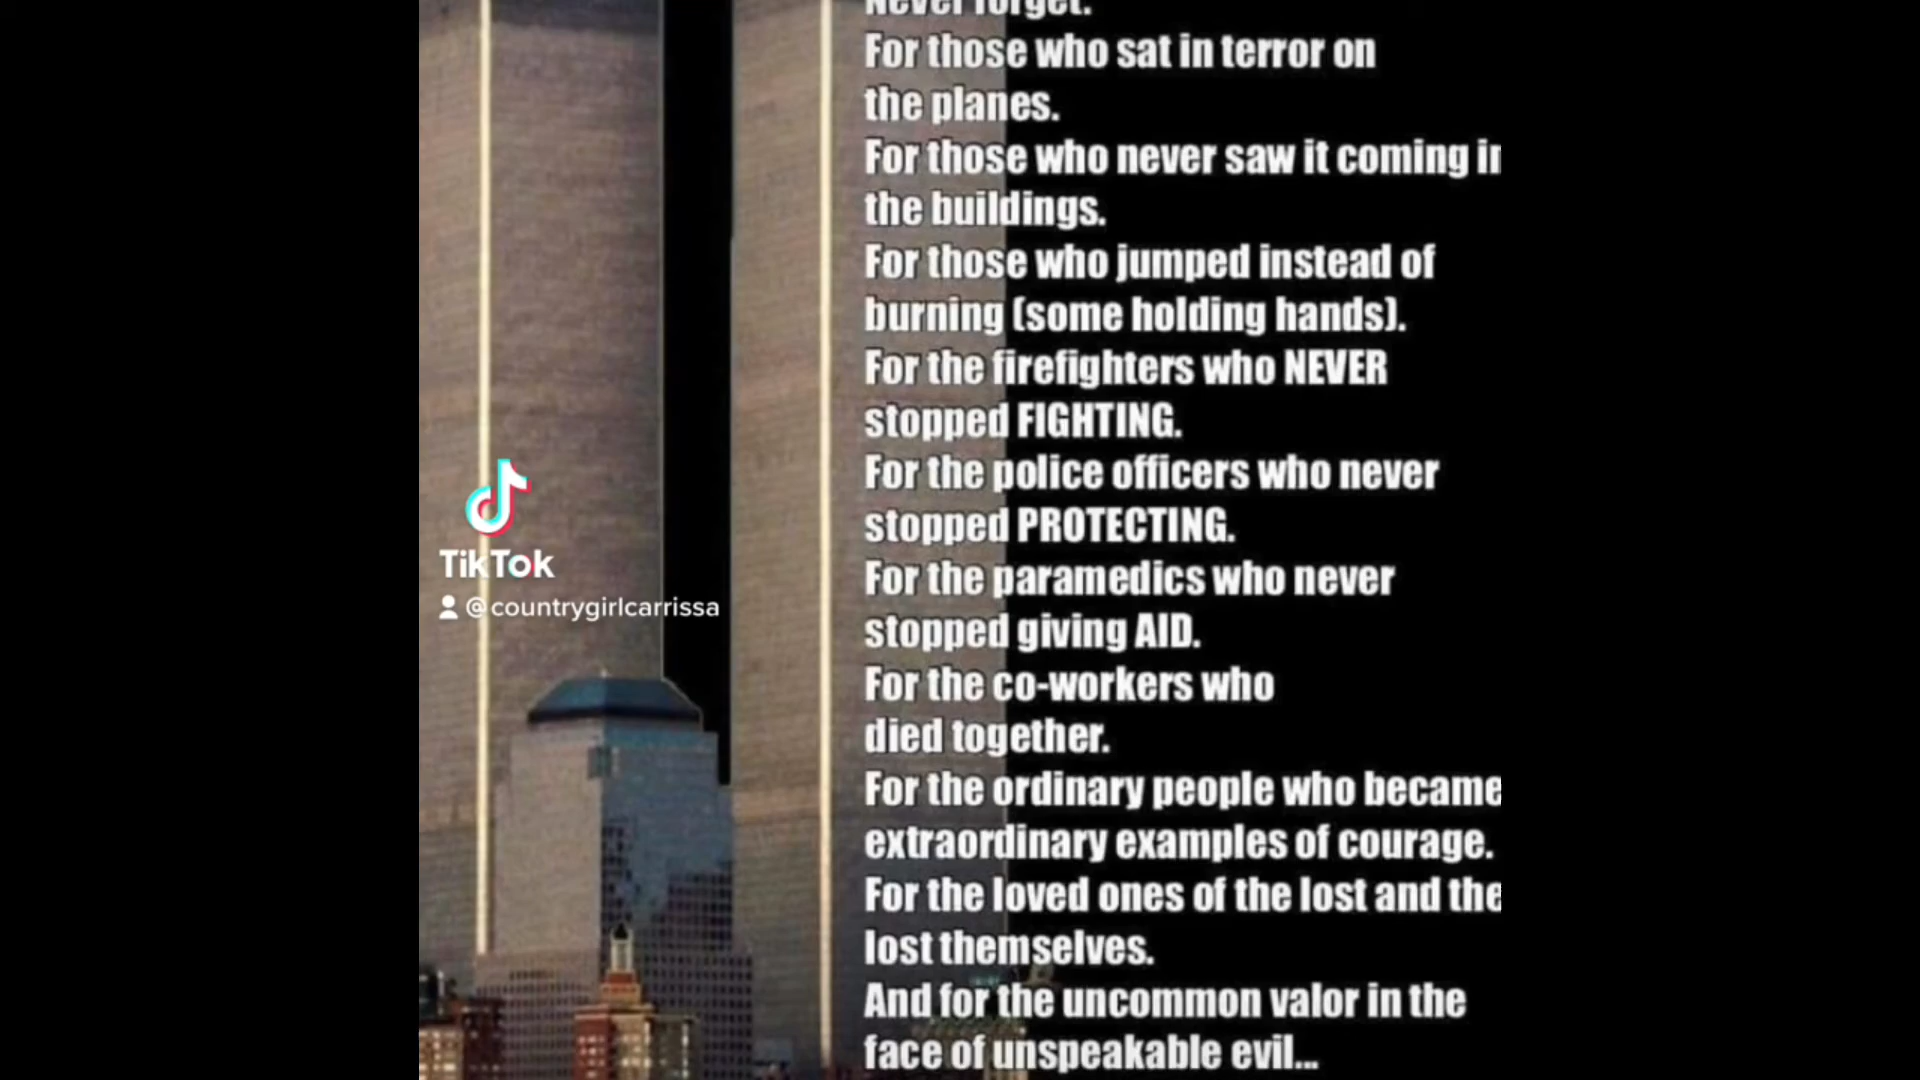 Never forget.
For those who sat in terror on
the planes.
For those who never saw it coming in
the buildings.
For those who jumped instead of
burning (some holding hands).
For the firefighters who NEVER
stopped FIGHTING.
For the police officers who never
stopped PROTECTING.
For the paramedics who never
stopped giving AID.
For the co-workers who
died together.
For the ordinary people who became
extraordinary examples of courage.
For the loved ones of the lost and the
lost themselves.
And for the uncommon valor in the
face of unspeakable evil...
TikTok
@countrygirlcarrissa